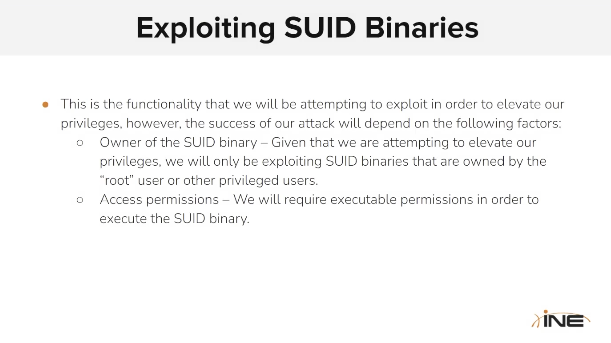 Exploiting SUID Binaries
● This is the functionality that we will be attempting to exploit in order to elevate our
privileges, however, the success of our attack will depend on the following factors:
○ Owner of the SUID binary – Given that we are attempting to elevate our
privileges, we will only be exploiting SUID binaries that are owned by the
“root” user or other privileged users.
○ Access permissions – We will require executable permissions in order to
execute the SUID binary.
iNE